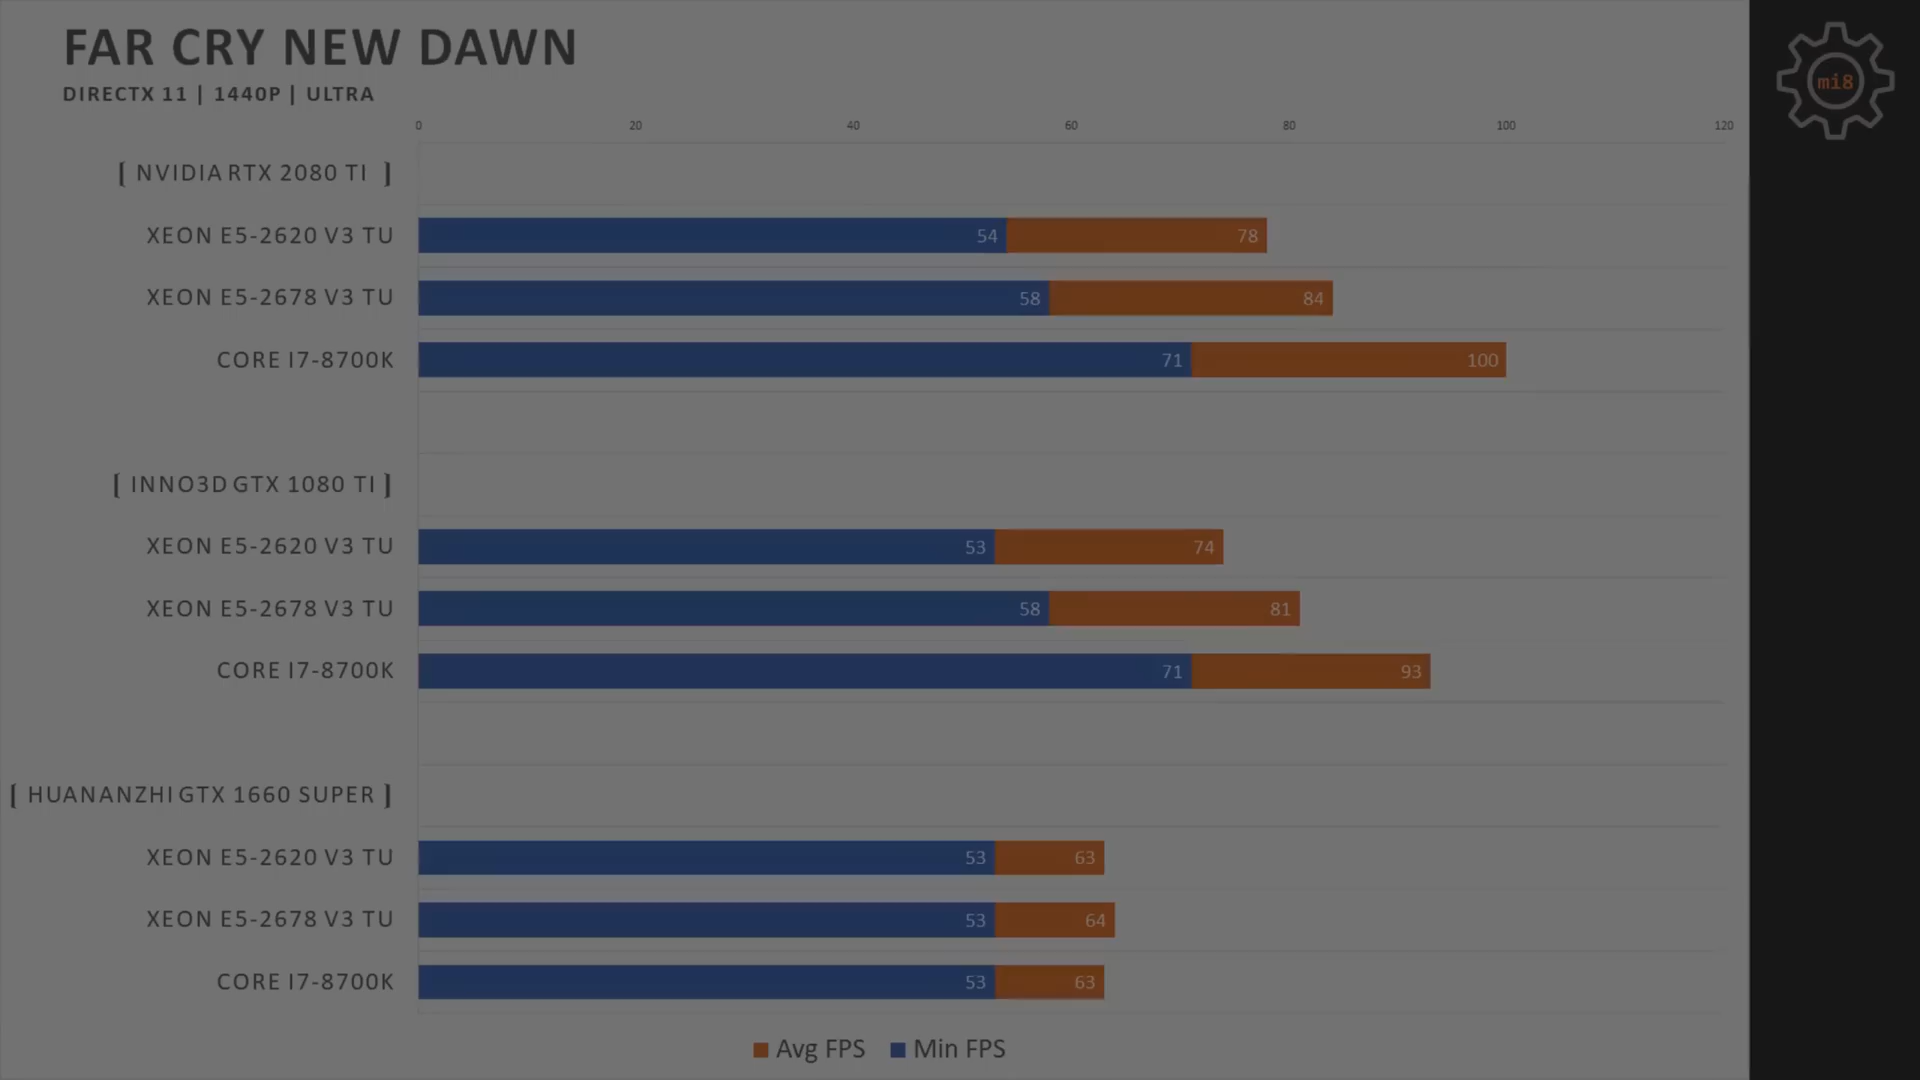 FAR CRY NEW DAWN
DIRECTX 11 | 1440P | ULTRA
mi8
0 20 40 60 80 100 120
[ NVIDIA RTX 2080 TI ]
XEON E5-2620 V3 TU 54 78
XEON E5-2678 V3 TU 58 84
CORE I7-8700K 71 100
[ INNO3D GTX 1080 TI ]
XEON E5-2620 V3 TU 53 74
XEON E5-2678 V3 TU 58 81
CORE I7-8700K 71 93
[ HUANANZHI GTX 1660 SUPER ]
XEON E5-2620 V3 TU 53 63
XEON E5-2678 V3 TU 53 64
CORE I7-8700K 53 63
Avg FPS Min FPS